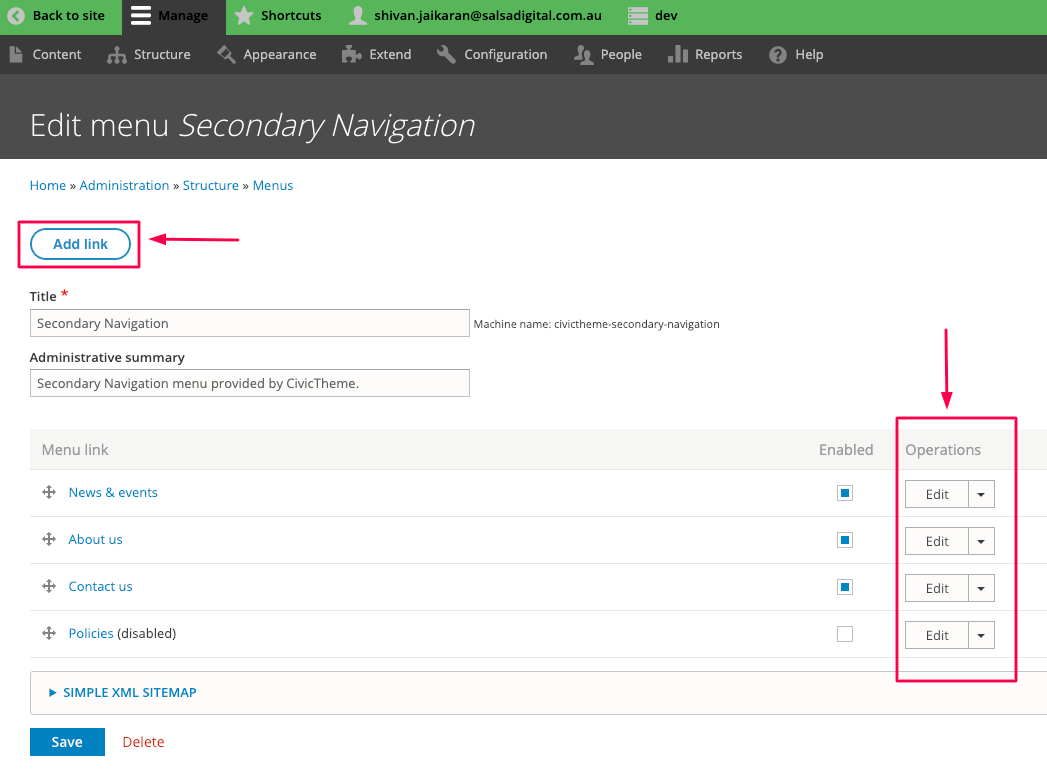 Back to site Manage Shortcuts shivan.jaikaran@salsadigital.com.au dev
Content Structure Appearance Extend Configuration People Reports Help
Edit menu Secondary Navigation
Home » Administration » Structure » Menus
Add link
Title *
Secondary Navigation Machine name: civictheme-secondary-navigation
Administrative summary
Secondary Navigation menu provided by CivicTheme.
Menu link Enabled Operations
News & events Edit
About us Edit
Contact us Edit
Policies (disabled) Edit
SIMPLE XML SITEMAP
Save Delete